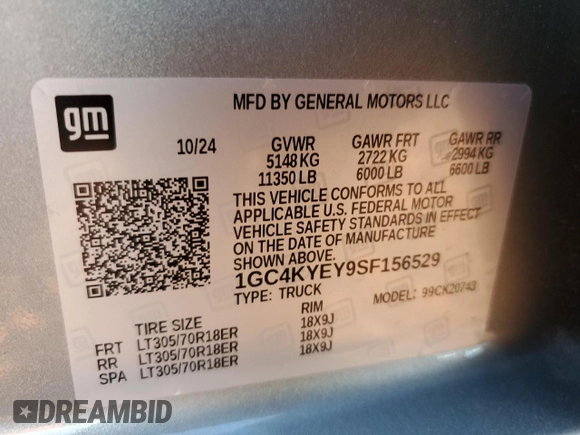 gm
MFD BY GENERAL MOTORS LLC
10/24 GVWR GAWR FRT GAWR RR
5148 KG 2722 KG 2994 KG
11350 LB 6000 LB 6600 LB
THIS VEHICLE CONFORMS TO ALL
APPLICABLE U.S. FEDERAL MOTOR
VEHICLE SAFETY STANDARDS IN EFFECT
ON THE DATE OF MANUFACTURE
SHOWN ABOVE.
1GC4KYEY9SF156529
TYPE: TRUCK MODEL: 99CK20743
TIRE SIZE RIM
FRT LT305/70R18ER 18X9J
RR LT305/70R18ER 18X9J
SPA LT305/70R18ER 18X9J
DREAMBID